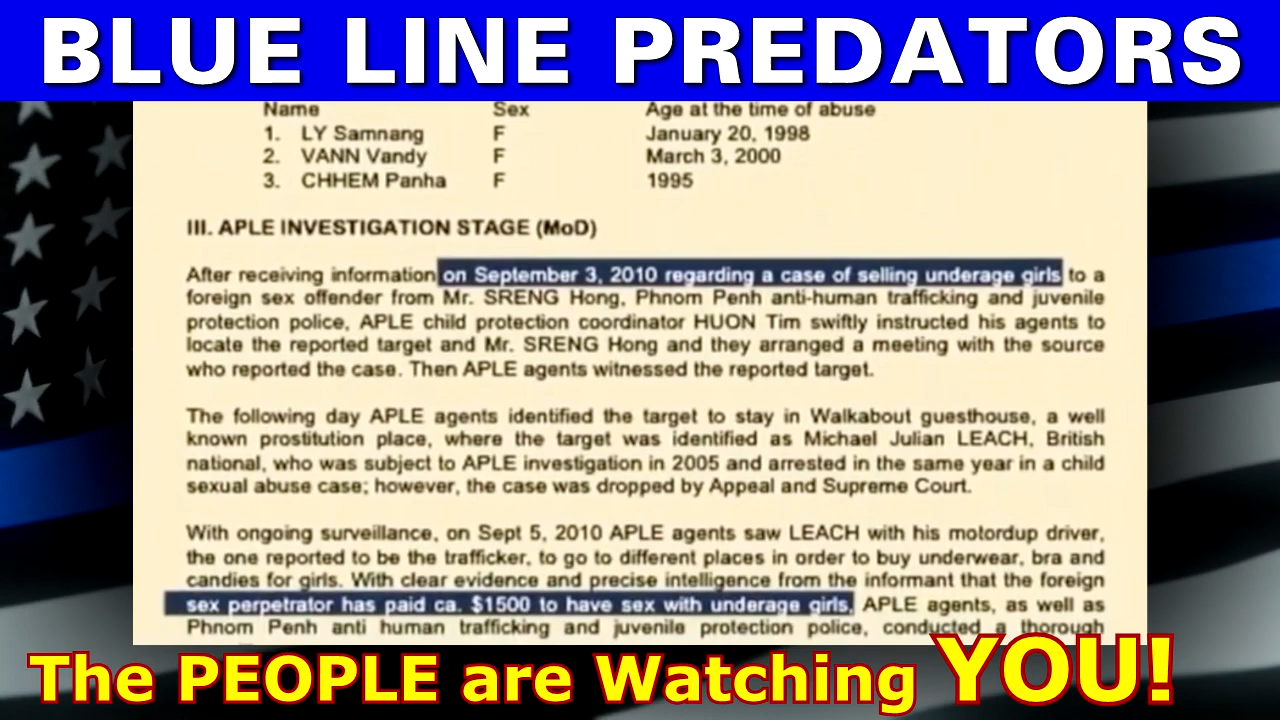 BLUE LINE PREDATORS
Name Sex Age at the time of abuse
1. LY Samnang F January 20, 1998
2. VANN Vandy F March 3, 2000
3. CHHEM Panha F 1995
III. APLE INVESTIGATION STAGE (MoD)
After receiving information on September 3, 2010 regarding a case of selling underage girls to a
foreign sex offender from Mr. SRENG Hong, Phnom Penh anti-human trafficking and juvenile
protection police, APLE child protection coordinator HUON Tim swiftly instructed his agents to
locate the reported target and Mr. SRENG Hong and they arranged a meeting with the source
who reported the case. Then APLE agents witnessed the reported target.
The following day APLE agents identified the target to stay in Walkabout guesthouse, a well
known prostitution place, where the target was identified as Michael Julian LEACH, British
national, who was subject to APLE investigation in 2005 and arrested in the same year in a child
sexual abuse case; however, the case was dropped by Appeal and Supreme Court.
With ongoing surveillance, on Sept 5, 2010 APLE agents saw LEACH with his motordup driver,
the one reported to be the trafficker, to go to different places in order to buy underwear, bra and
candies for girls. With clear evidence and precise intelligence from the informant that the foreign
sex perpetrator has paid ca. $1500 to have sex with underage girls, APLE agents, as well as
Phnom Penh anti human trafficking and juvenile protection police, conducted a thorough
The PEOPLE are Watching YOU!